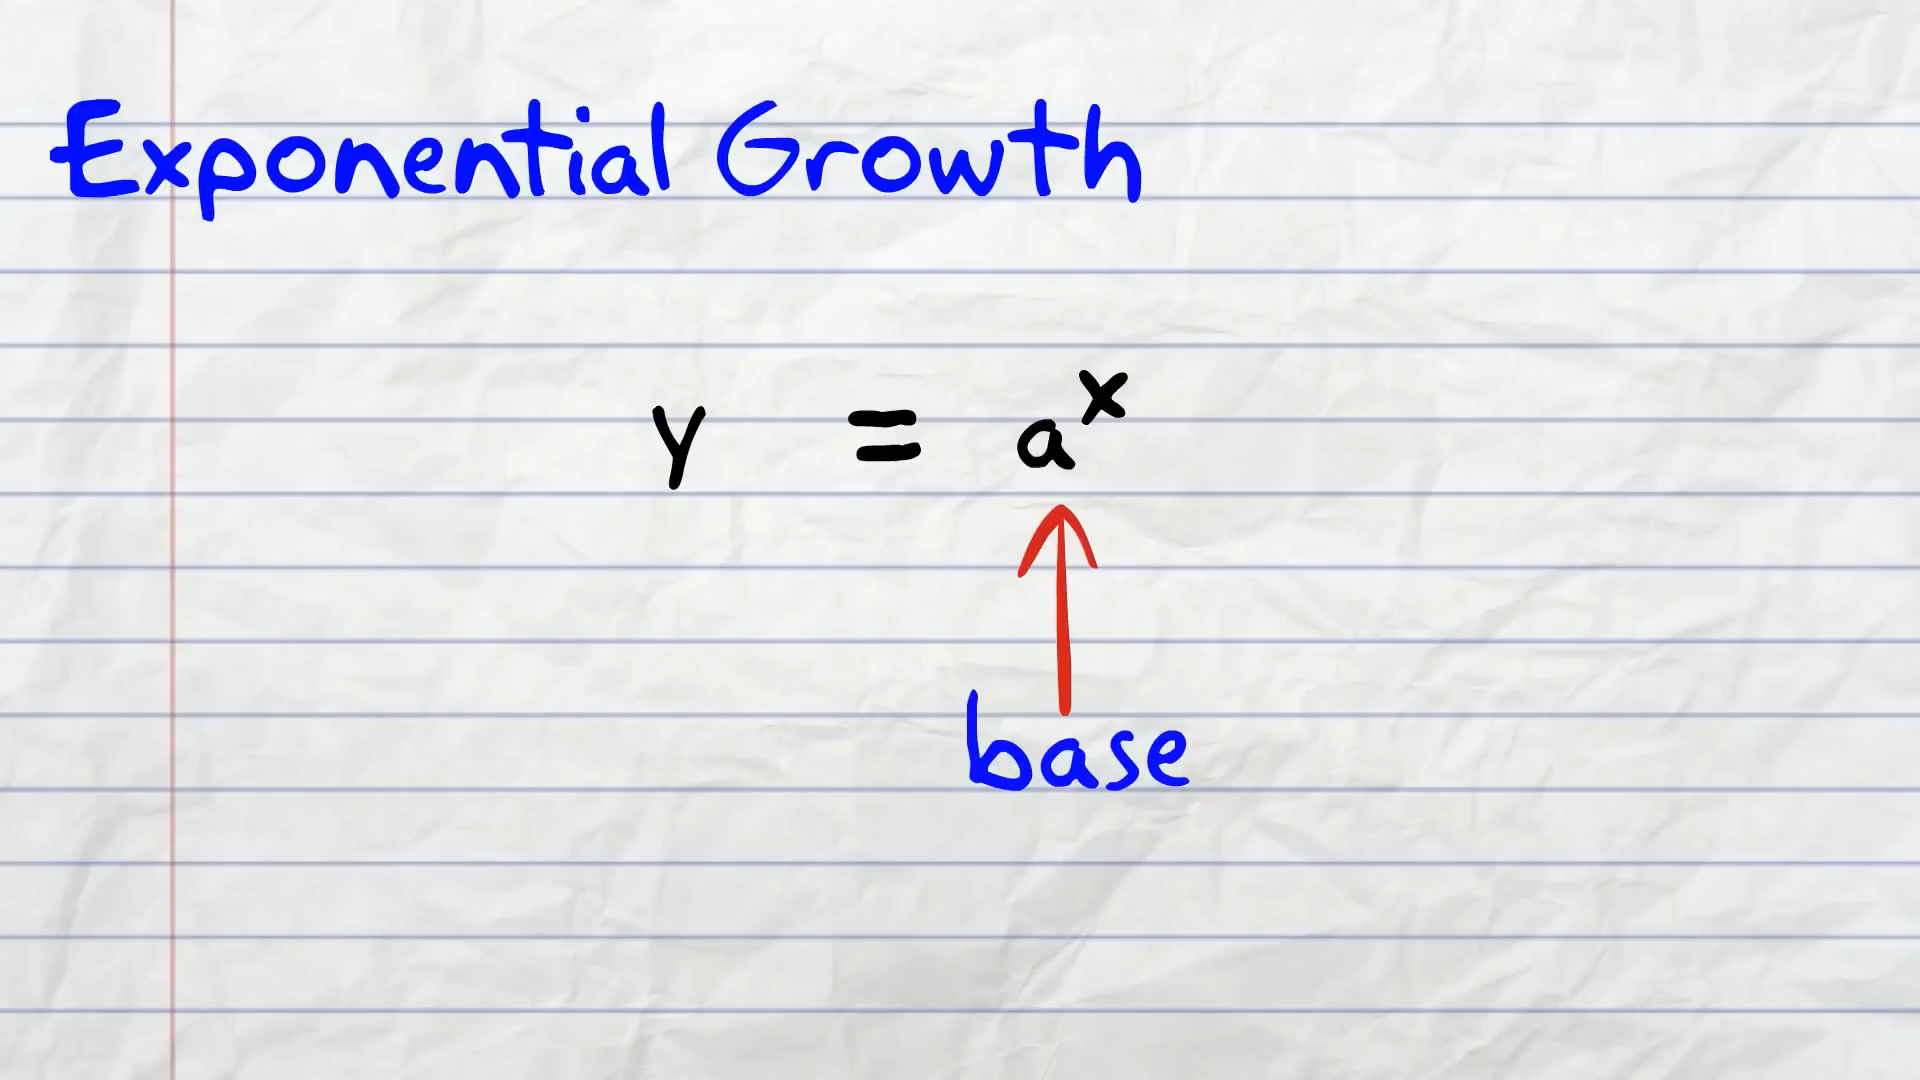 Exponential Growth
y = a^x
base